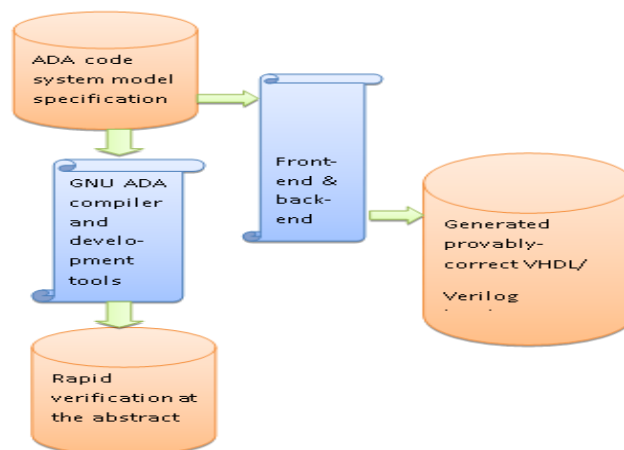 ADA code
system model
specification
GNU ADA
compiler
and
develo-
pment
tools
Front-
end &
back-
end
Generated
provably-
correct VHDL/
Verilog
Rapid
verification at
the abstract